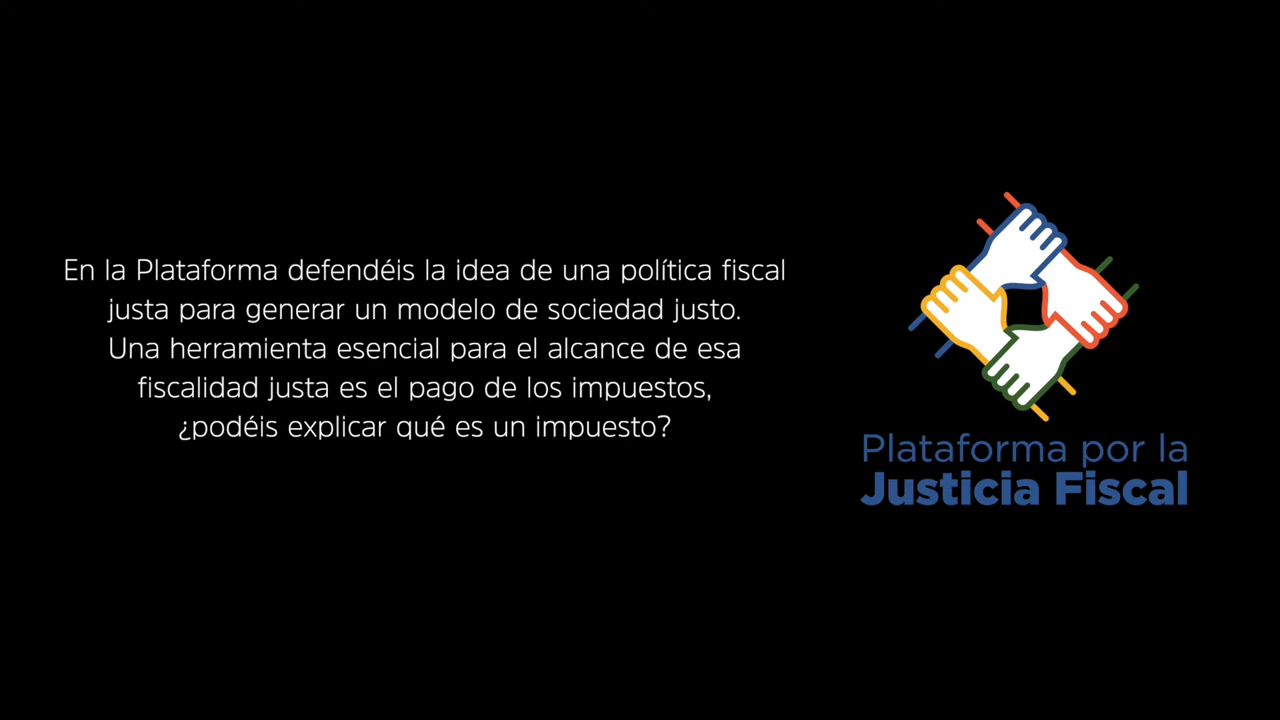 En la Plataforma defendéis la idea de una política fiscal
justa para generar un modelo de sociedad justo.
Una herramienta esencial para el alcance de esa
fiscalidad justa es el pago de los impuestos,
¿podéis explicar qué es un impuesto?
Plataforma por la
Justicia Fiscal